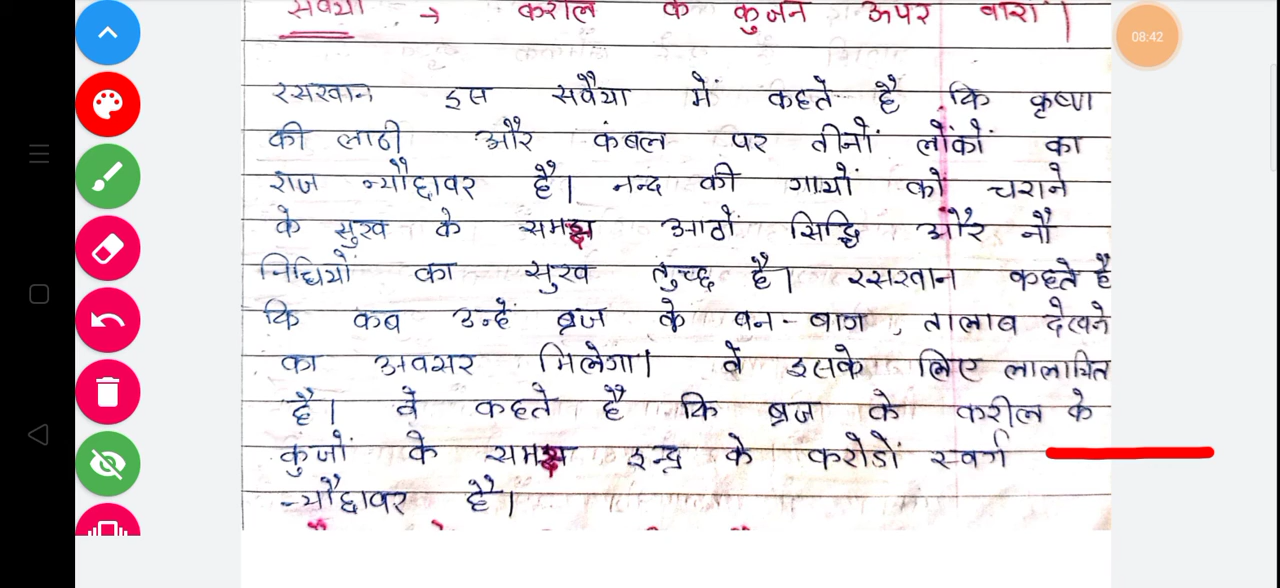 सवैया → करील के कुंजन ऊपर वारौं।
08:42
रसखान इस सवैया में कहते है कि कृष्ण
की लाठी और कंबल पर तीनों लोंकों का
राज न्यौछावर है। नन्द की गायों को चराने
के सुख के समक्ष आठों सिद्धि और नौ
निधियों का सुख तुच्छ है। रसखान कहते है
कि कब उन्हें ब्रज के वन-बाग, तालाब देखने
का अवसर मिलेगा। वें इसके लिए लालायित
है। वे कहते है कि ब्रज के करील के
कुंजों के समक्ष इन्द्र के करोडों स्वर्ग
न्यौछावर है।